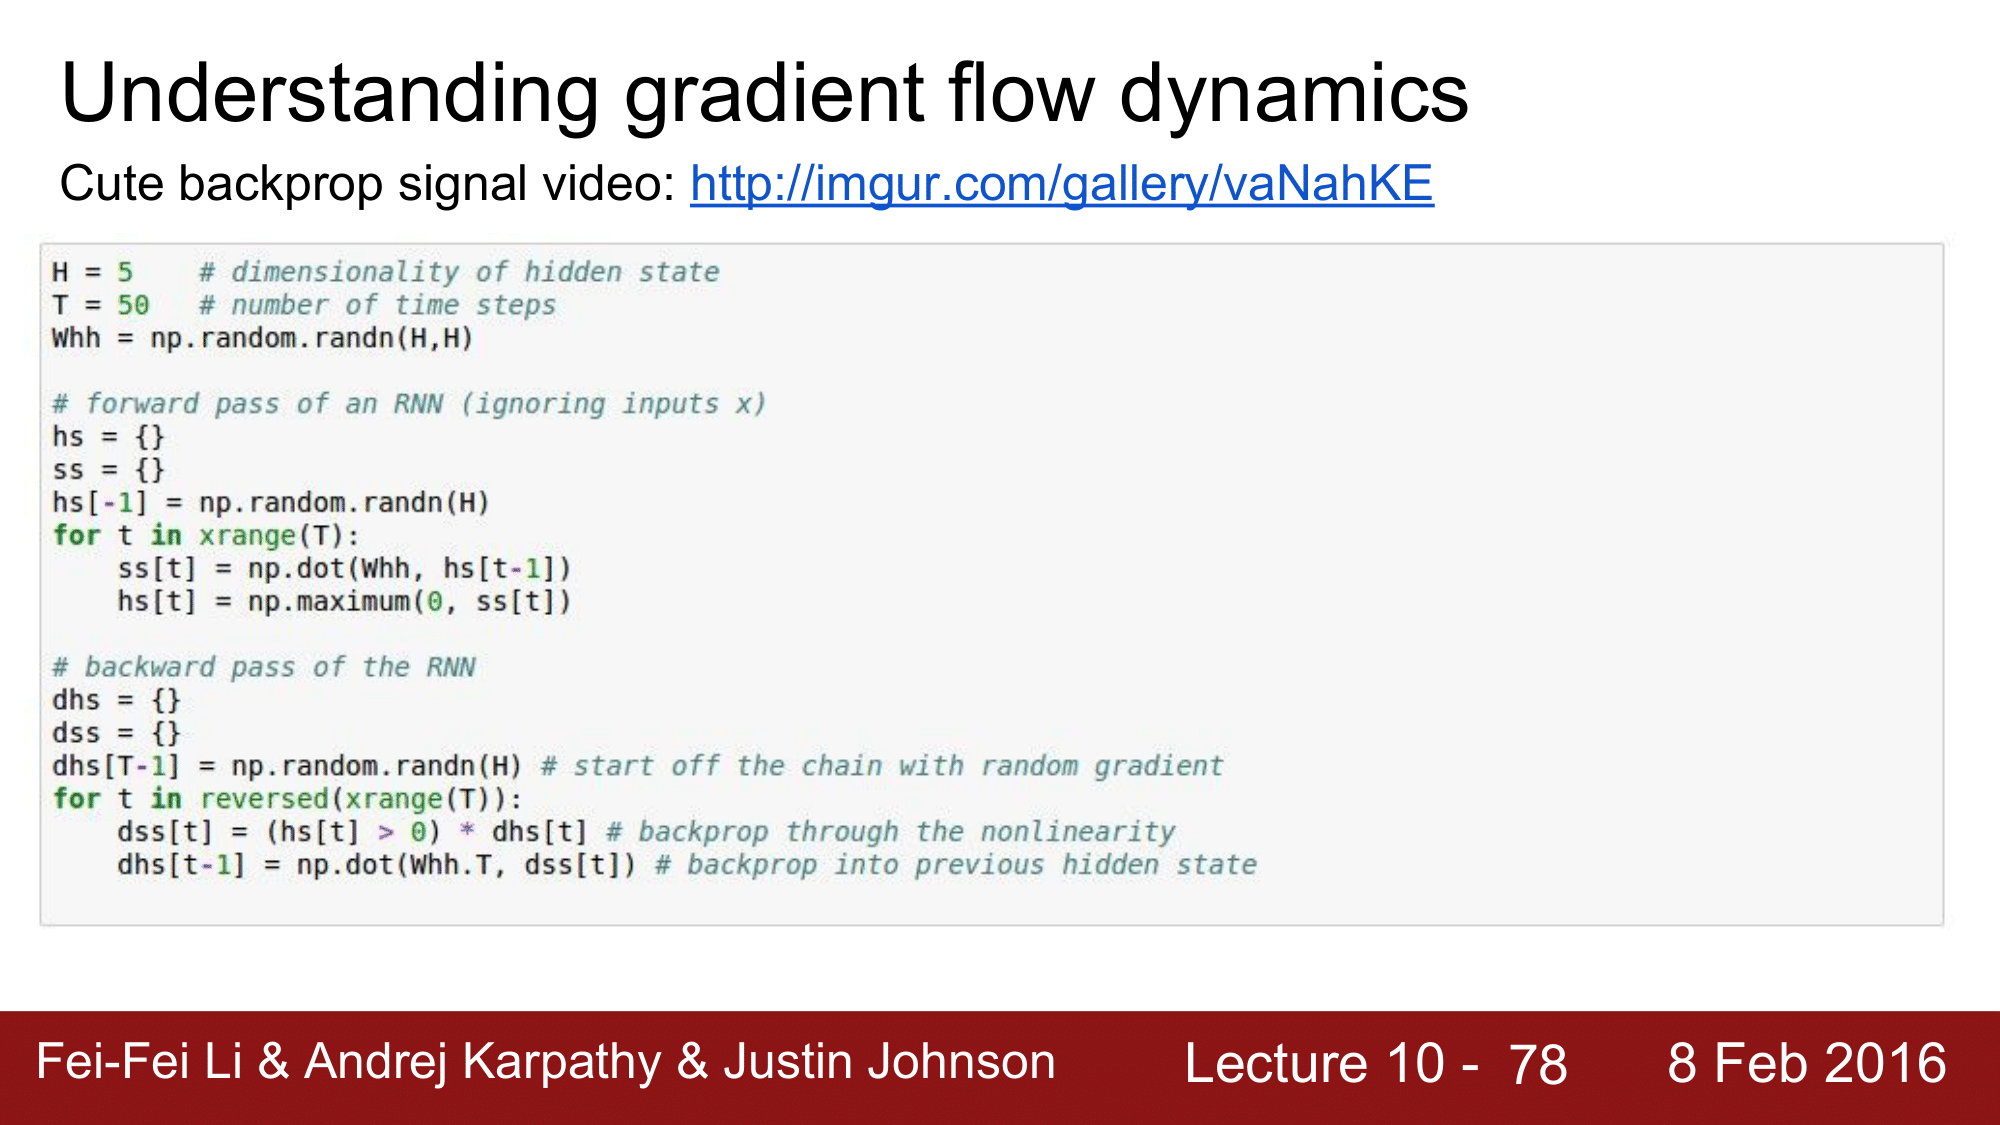 Understanding gradient flow dynamics
Cute backprop signal video: http://imgur.com/gallery/vaNahKE
H = 5    # dimensionality of hidden state
T = 50   # number of time steps
Whh = np.random.randn(H,H)

# forward pass of an RNN (ignoring inputs x)
hs = {}
ss = {}
hs[-1] = np.random.randn(H)
for t in xrange(T):
    ss[t] = np.dot(Whh, hs[t-1])
    hs[t] = np.maximum(0, ss[t])

# backward pass of the RNN
dhs = {}
dss = {}
dhs[T-1] = np.random.randn(H) # start off the chain with random gradient
for t in reversed(xrange(T)):
    dss[t] = (hs[t] > 0) * dhs[t] # backprop through the nonlinearity
    dhs[t-1] = np.dot(Whh.T, dss[t]) # backprop into previous hidden state
Fei-Fei Li & Andrej Karpathy & Justin Johnson    Lecture 10 - 78    8 Feb 2016